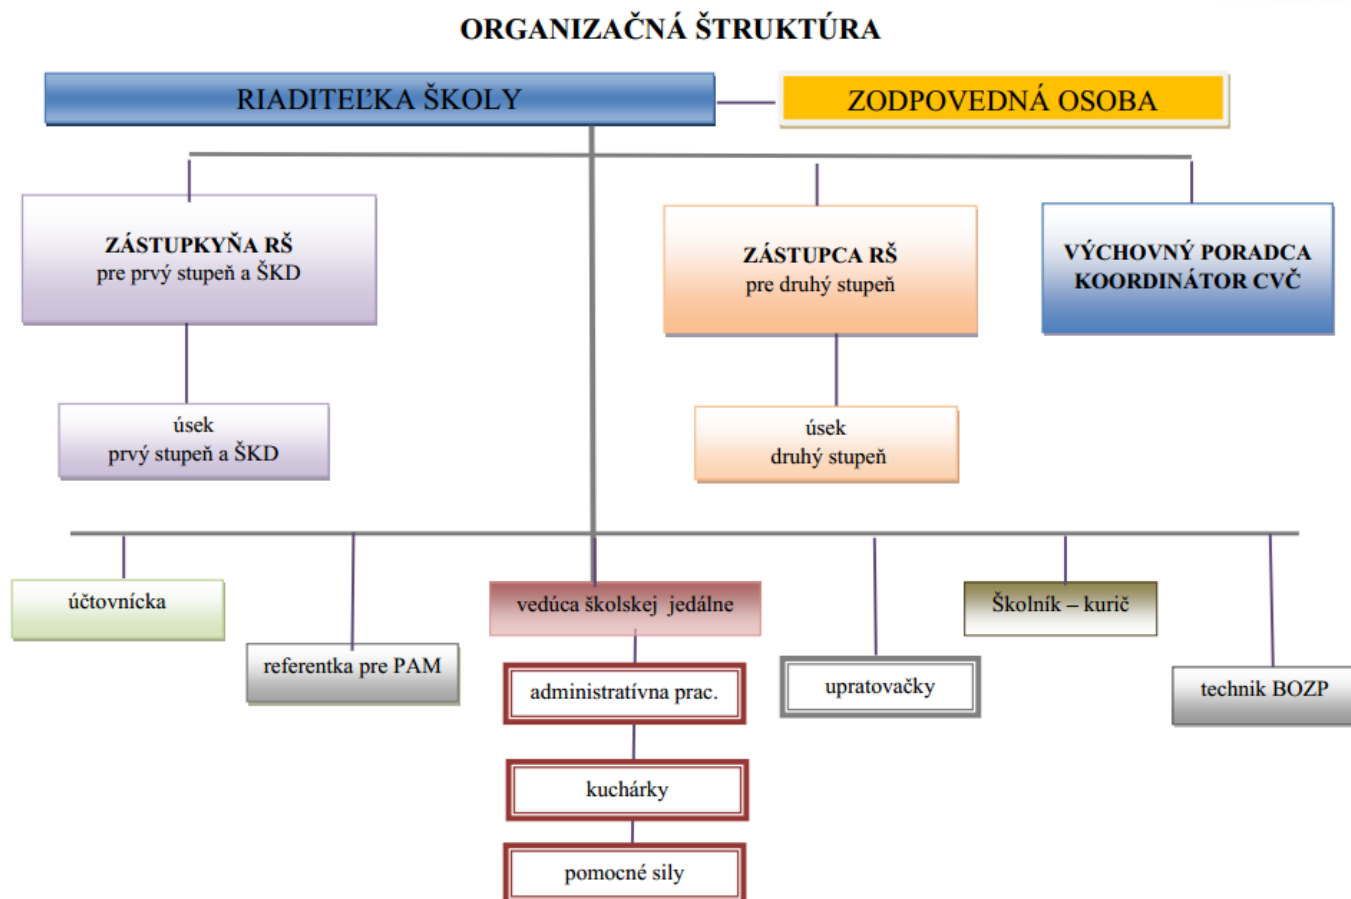 ORGANIZAČNÁ ŠTRUKTÚRA
RIADITEĽKA ŠKOLY
ZODPOVEDNÁ OSOBA
ZÁSTUPKYŇA RŠ
pre prvý stupeň a ŠKD
ZÁSTUPCA RŠ
pre druhý stupeň
VÝCHOVNÝ PORADCA
KOORDINÁTOR CVČ
úsek
prvý stupeň a ŠKD
úsek
druhý stupeň
účtovnícka
referentka pre PAM
vedúca školskej jedálne
administratívna prac.
kuchárky
pomocné sily
upratovačky
Školník – kurič
technik BOZP